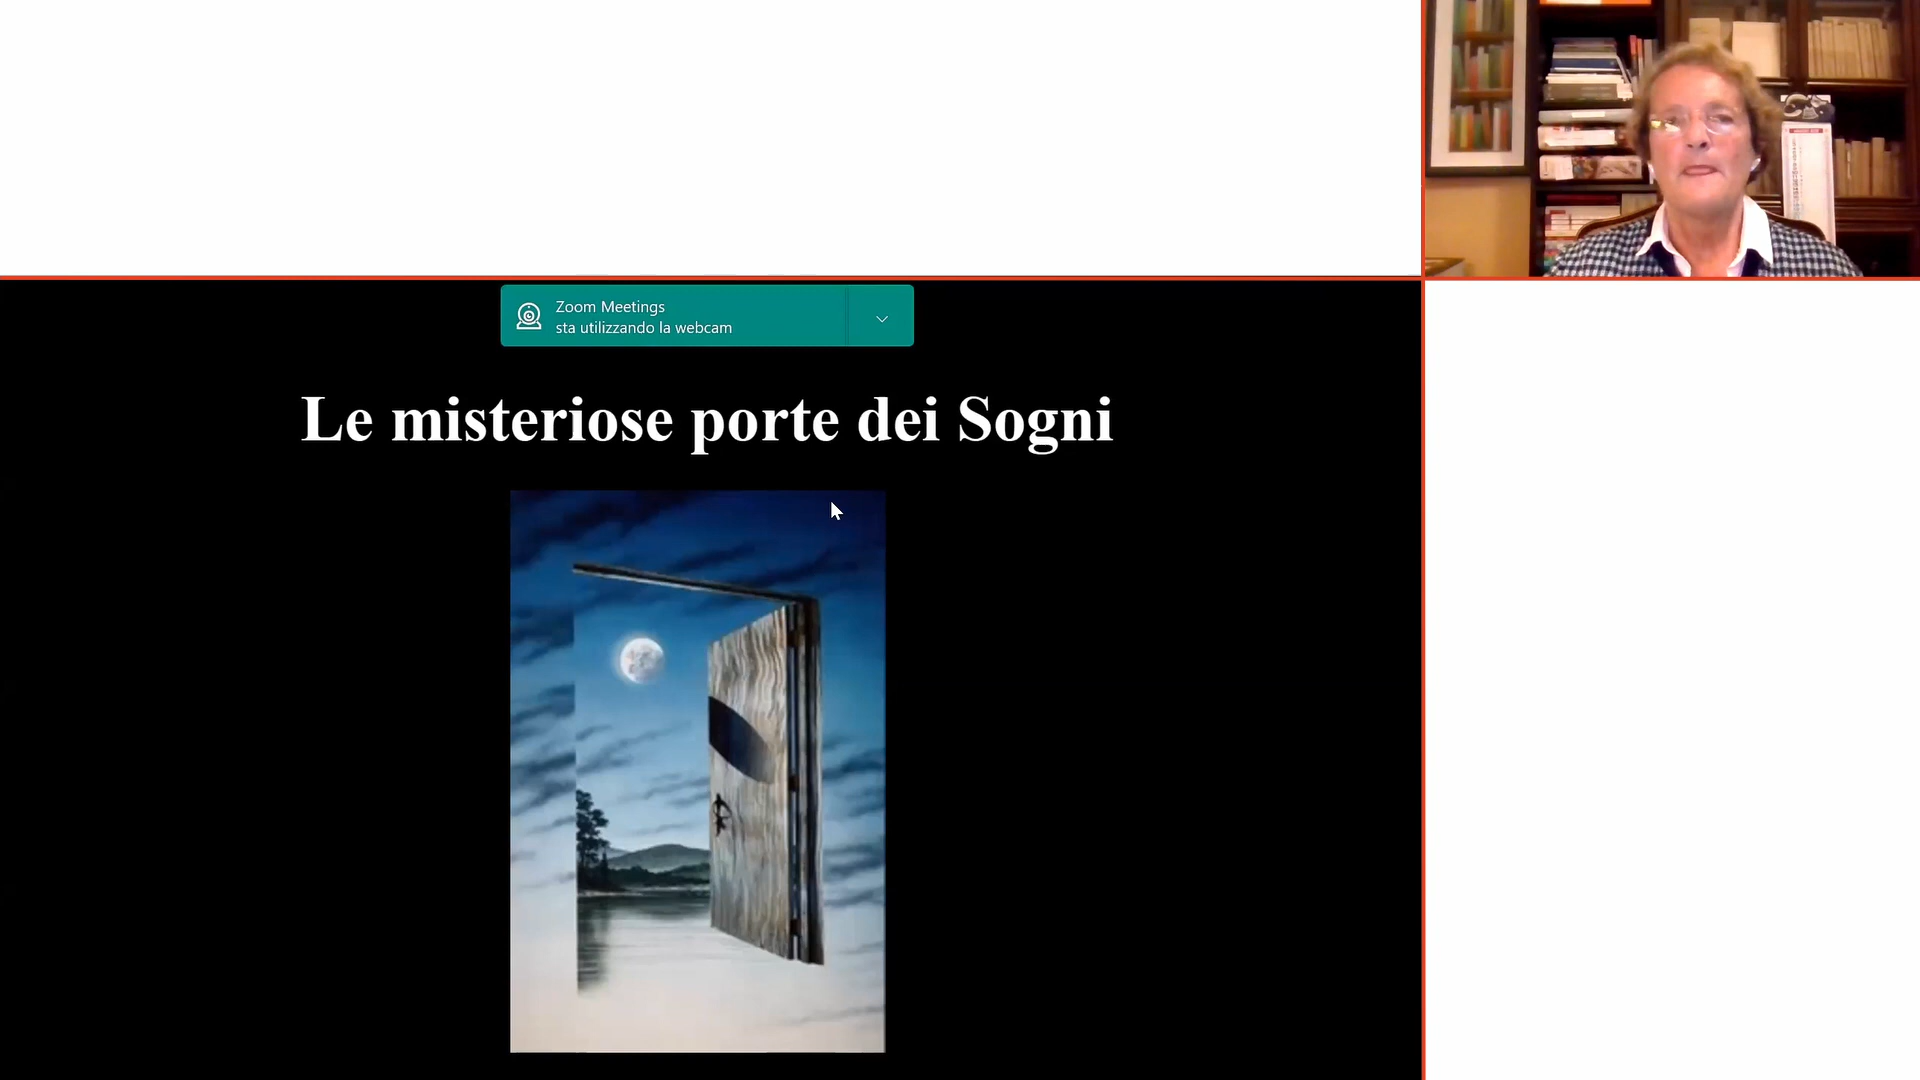 Zoom Meetings
sta utilizzando la webcam
Le misteriose porte dei Sogni